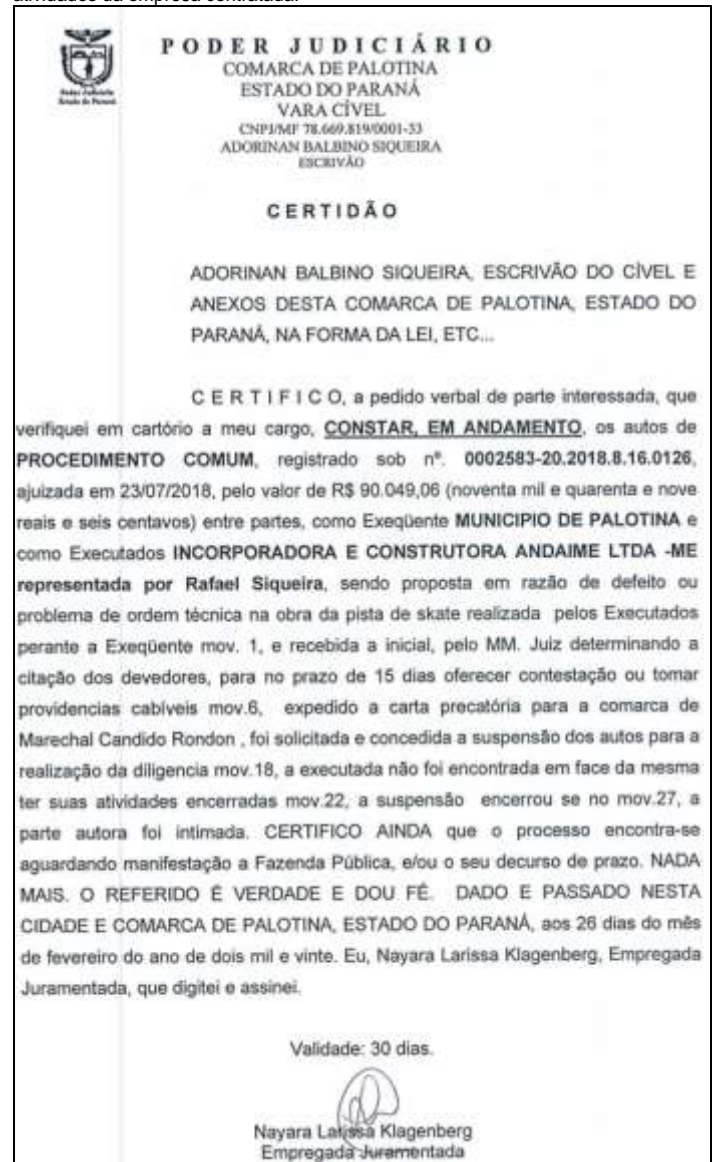 atividades da empresa contratada.
PODER JUDICIÁRIO
COMARCA DE PALOTINA
ESTADO DO PARANÁ
VARA CÍVEL
CNPJ/MF 78.669.819/0001-33
ADORINAN BALBINO SIQUEIRA
ESCRIVÃO
Poder Judiciário
Estado do Paraná
CERTIDÃO
ADORINAN BALBINO SIQUEIRA, ESCRIVÃO DO CÍVEL E
ANEXOS DESTA COMARCA DE PALOTINA, ESTADO DO
PARANÁ, NA FORMA DA LEI, ETC...
C E R T I F I C O, a pedido verbal de parte interessada, que
verifiquei em cartório a meu cargo, CONSTAR, EM ANDAMENTO, os autos de
PROCEDIMENTO COMUM, registrado sob nº. 0002583-20.2018.8.16.0126,
ajuizada em 23/07/2018, pelo valor de R$ 90.049,06 (noventa mil e quarenta e nove
reais e seis centavos) entre partes, como Exeqüente MUNICIPIO DE PALOTINA e
como Executados INCORPORADORA E CONSTRUTORA ANDAIME LTDA -ME
representada por Rafael Siqueira, sendo proposta em razão de defeito ou
problema de ordem técnica na obra da pista de skate realizada pelos Executados
perante a Exeqüente mov. 1, e recebida a inicial, pelo MM. Juiz determinando a
citação dos devedores, para no prazo de 15 dias oferecer contestação ou tomar
providencias cabíveis mov.6, expedido a carta precatória para a comarca de
Marechal Candido Rondon , foi solicitada e concedida a suspensão dos autos para a
realização da diligencia mov.18, a executada não foi encontrada em face da mesma
ter suas atividades encerradas mov.22, a suspensão encerrou se no mov.27, a
parte autora foi intimada. CERTIFICO AINDA que o processo encontra-se
aguardando manifestação a Fazenda Pública, e/ou o seu decurso de prazo. NADA
MAIS. O REFERIDO É VERDADE E DOU FÉ. DADO E PASSADO NESTA
CIDADE E COMARCA DE PALOTINA, ESTADO DO PARANÁ, aos 26 dias do mês
de fevereiro do ano de dois mil e vinte. Eu, Nayara Larissa Klagenberg, Empregada
Juramentada, que digitei e assinei.
Validade: 30 dias.
Nayara Larissa Klagenberg
Empregada Juramentada